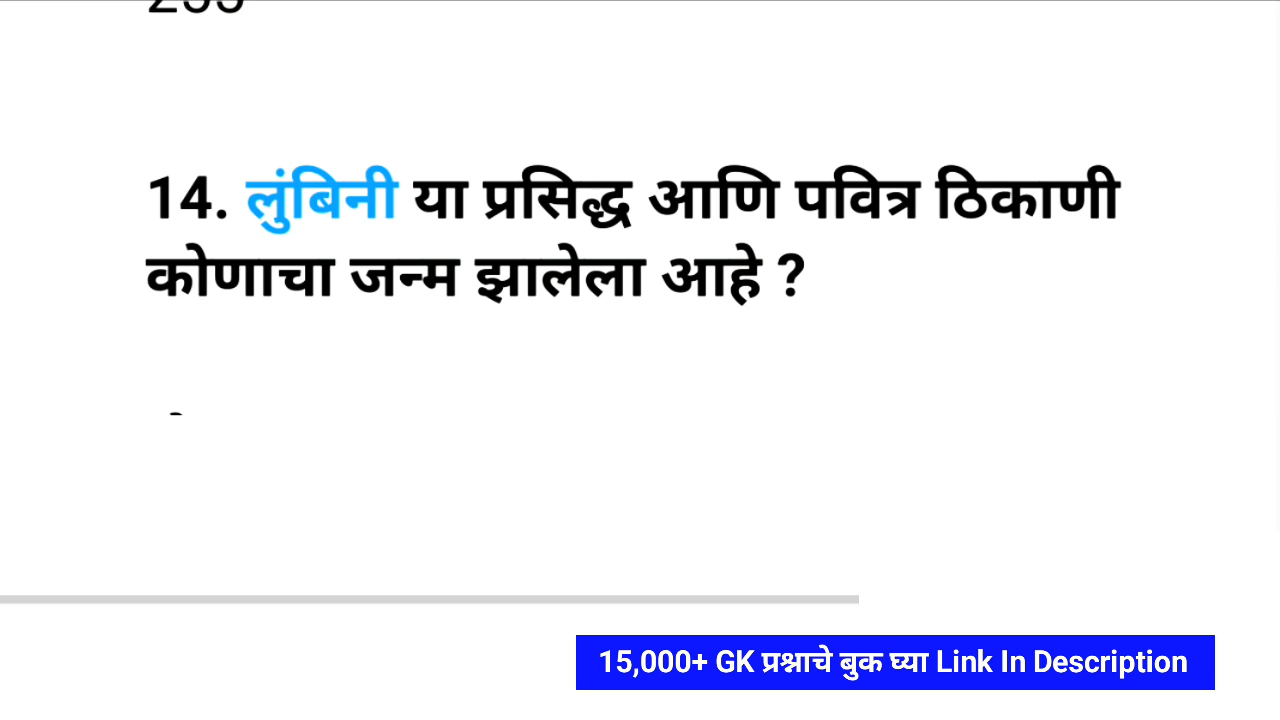 14. लुंबिनी या प्रसिद्ध आणि पवित्र ठिकाणी
कोणाचा जन्म झालेला आहे ?
15,000+ GK प्रश्नाचे बुक घ्या Link In Description